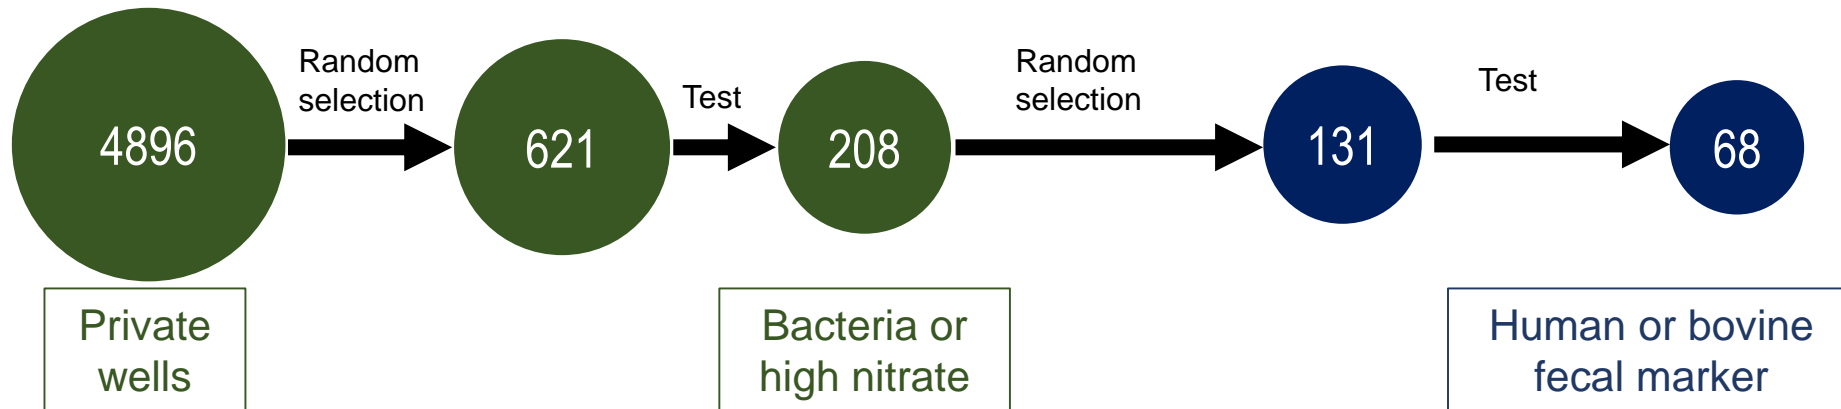 4896
Random
selection
621
Test
208
Random
selection
131
Test
68
Private
wells
Bacteria or
high nitrate
Human or bovine
fecal marker